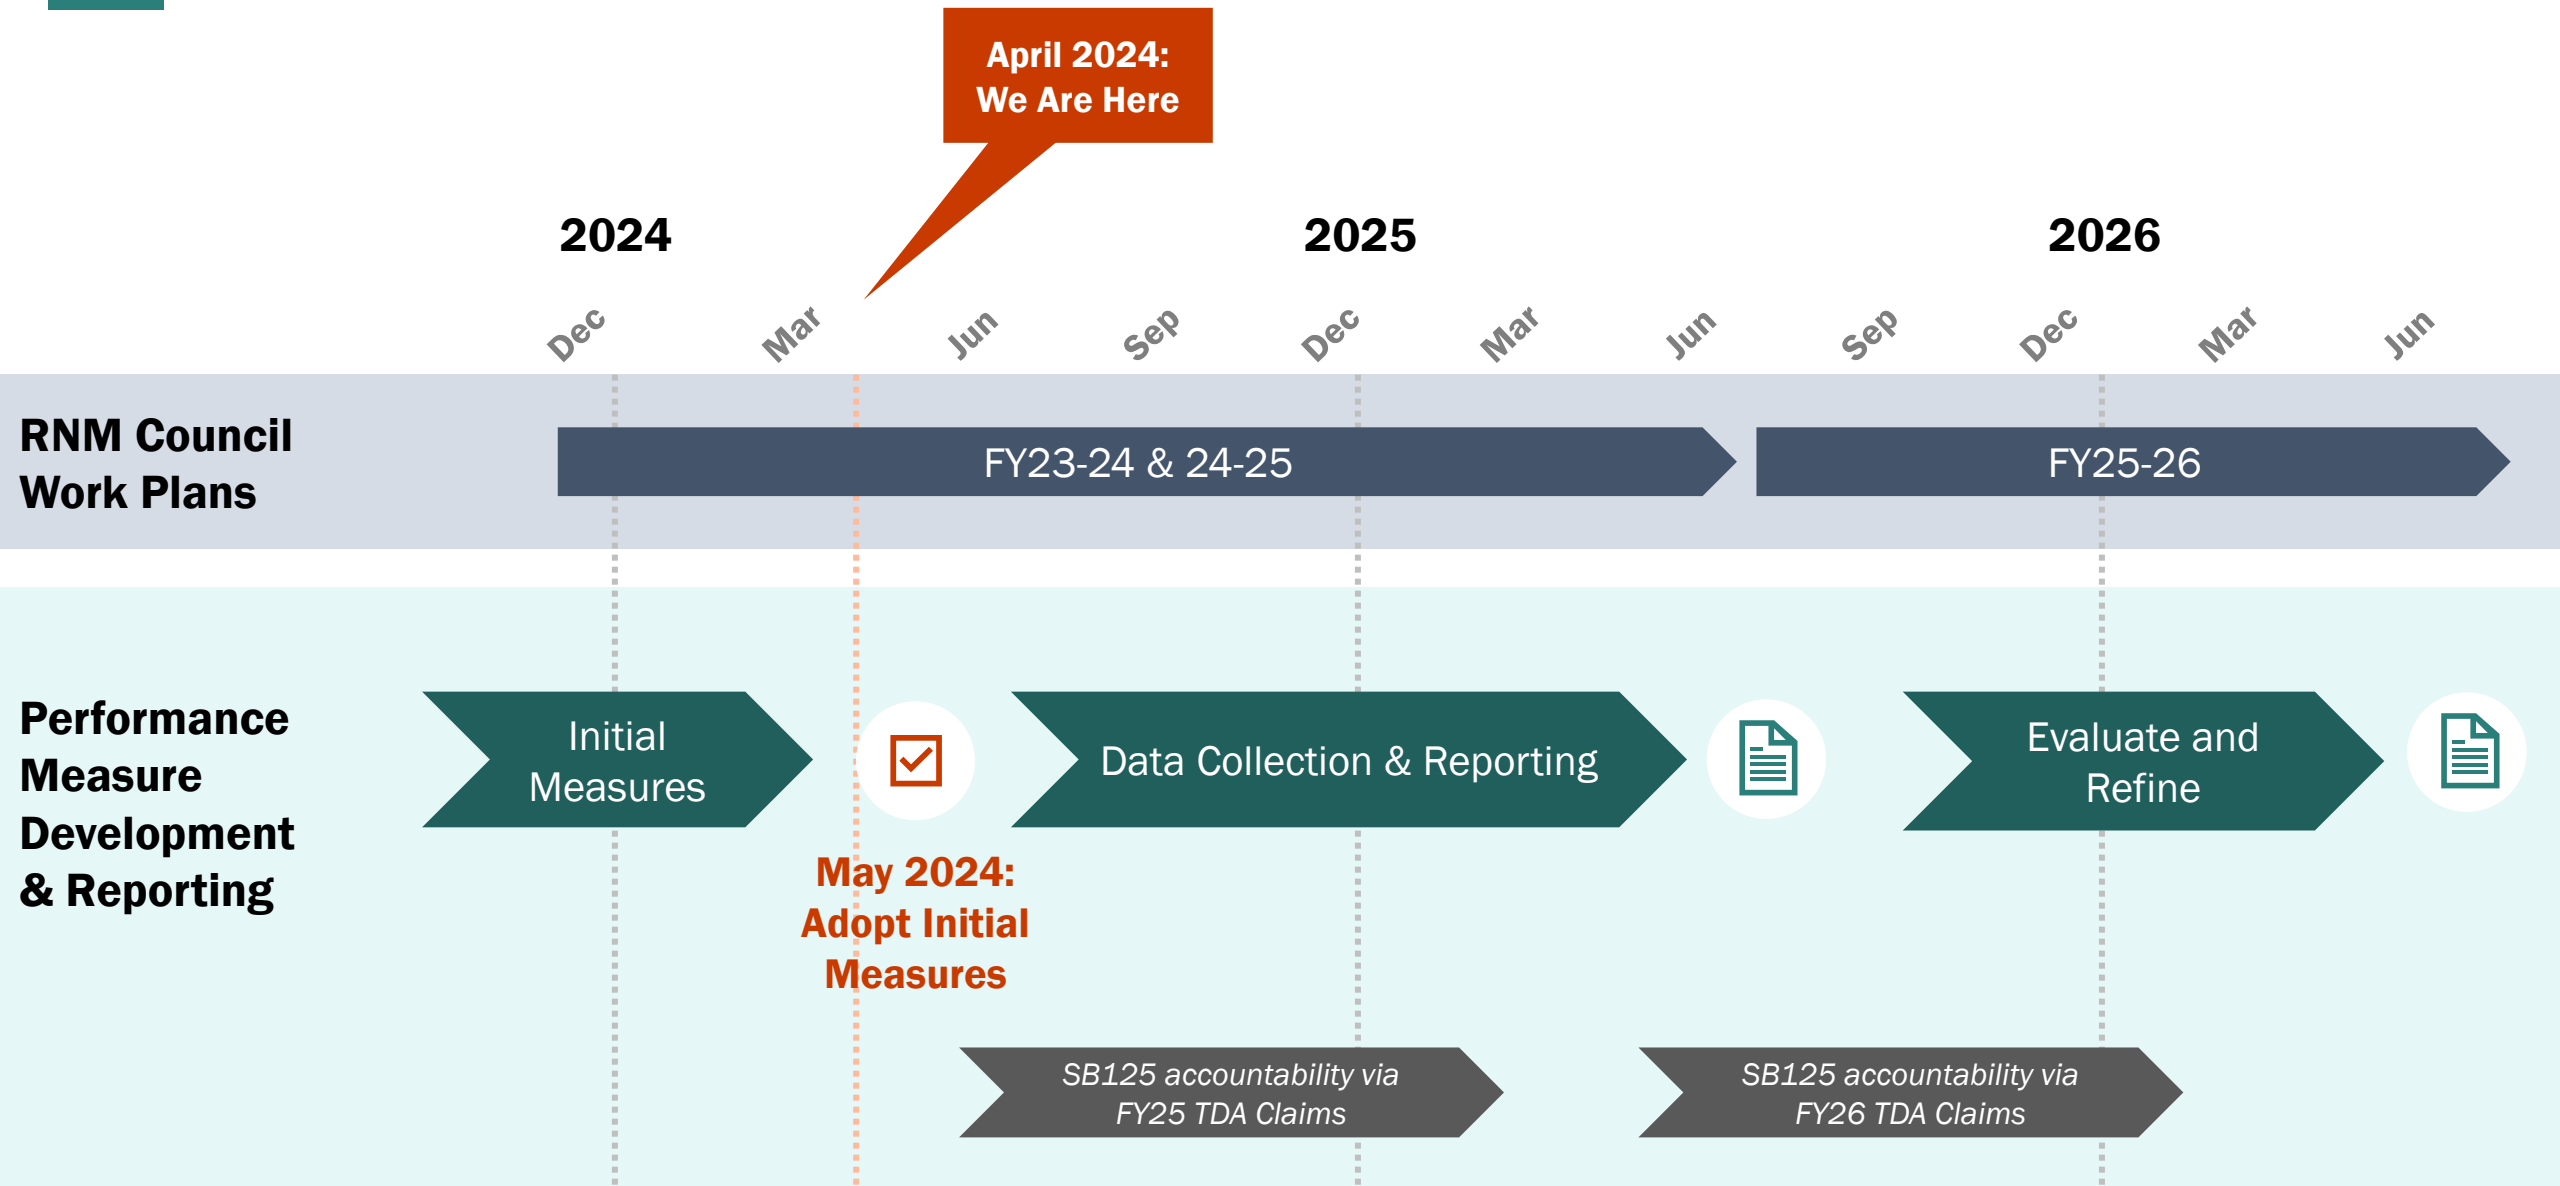 April 2024:
We Are Here
2024
2025
2026
Dec
Mar
Jun
Sep
Dec
Mar
Jun
Sep
Dec
Mar
Jun
RNM Council
Work Plans
FY23-24 & 24-25
FY25-26
Performance
Measure
Development
& Reporting
Initial
Measures
Data Collection & Reporting
Evaluate and
Refine
May 2024:
Adopt Initial
Measures
SB125 accountability via
FY25 TDA Claims
SB125 accountability via
FY26 TDA Claims